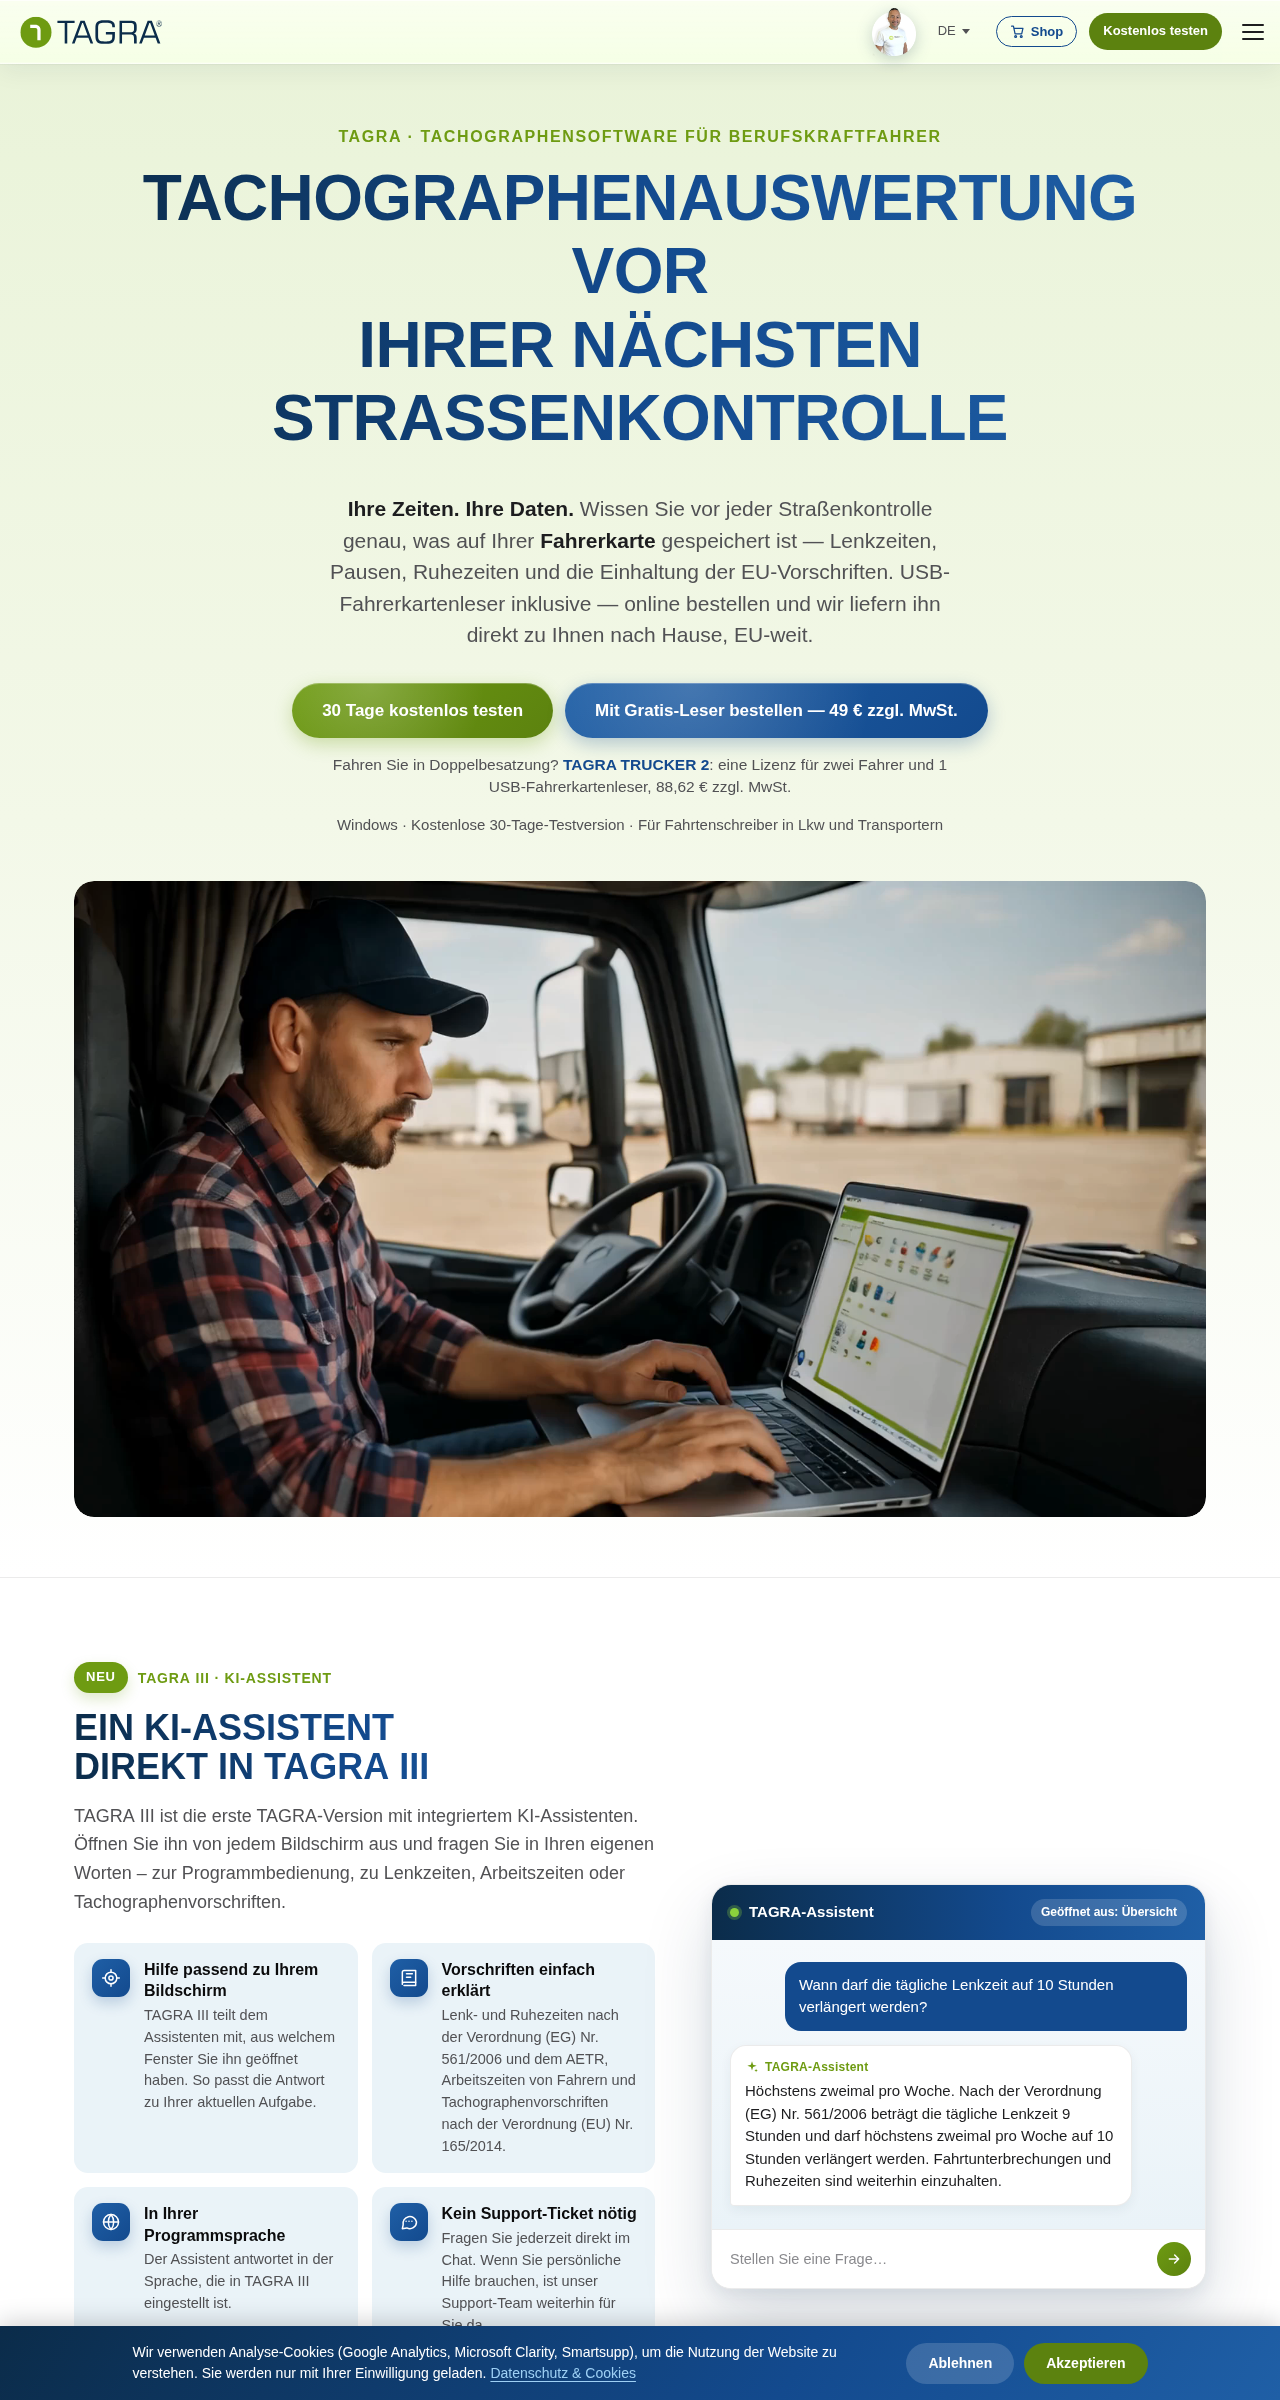 TAGRA®
DE
Shop
Kostenlos testen
TAGRA · TACHOGRAPHENSOFTWARE FÜR BERUFSKRAFTFAHRER
TACHOGRAPHENAUSWERTUNG
VOR
IHRER NÄCHSTEN
STRASSENKONTROLLE
Ihre Zeiten. Ihre Daten. Wissen Sie vor jeder Straßenkontrolle
genau, was auf Ihrer Fahrerkarte gespeichert ist — Lenkzeiten,
Pausen, Ruhezeiten und die Einhaltung der EU-Vorschriften. USB-
Fahrerkartenleser inklusive — online bestellen und wir liefern ihn
direkt zu Ihnen nach Hause, EU-weit.
30 Tage kostenlos testen
Mit Gratis-Leser bestellen — 49 € zzgl. MwSt.
Fahren Sie in Doppelbesatzung? TAGRA TRUCKER 2: eine Lizenz für zwei Fahrer und 1
USB-Fahrerkartenleser, 88,62 € zzgl. MwSt.
Windows · Kostenlose 30-Tage-Testversion · Für Fahrtenschreiber in Lkw und Transportern
NEU
TAGRA III · KI-ASSISTENT
EIN KI-ASSISTENT
DIREKT IN TAGRA III
TAGRA III ist die erste TAGRA-Version mit integriertem KI-Assistenten.
Öffnen Sie ihn von jedem Bildschirm aus und fragen Sie in Ihren eigenen
Worten – zur Programmbedienung, zu Lenkzeiten, Arbeitszeiten oder
Tachographenvorschriften.
Hilfe passend zu Ihrem
Bildschirm
TAGRA III teilt dem
Assistenten mit, aus welchem
Fenster Sie ihn geöffnet
haben. So passt die Antwort
zu Ihrer aktuellen Aufgabe.
Vorschriften einfach
erklärt
Lenk- und Ruhezeiten nach
der Verordnung (EG) Nr.
561/2006 und dem AETR,
Arbeitszeiten von Fahrern und
Tachographenvorschriften
nach der Verordnung (EU) Nr.
165/2014.
In Ihrer
Programmsprache
Der Assistent antwortet in der
Sprache, die in TAGRA III
eingestellt ist.
Kein Support-Ticket nötig
Fragen Sie jederzeit direkt im
Chat. Wenn Sie persönliche
Hilfe brauchen, ist unser
Support-Team weiterhin für
Sie da.
TAGRA-Assistent
Geöffnet aus: Übersicht
Wann darf die tägliche Lenkzeit auf 10 Stunden
verlängert werden?
TAGRA-Assistent
Höchstens zweimal pro Woche. Nach der Verordnung
(EG) Nr. 561/2006 beträgt die tägliche Lenkzeit 9
Stunden und darf höchstens zweimal pro Woche auf 10
Stunden verlängert werden. Fahrtunterbrechungen und
Ruhezeiten sind weiterhin einzuhalten.
Stellen Sie eine Frage…
Wir verwenden Analyse-Cookies (Google Analytics, Microsoft Clarity, Smartsupp), um die Nutzung der Website zu
verstehen. Sie werden nur mit Ihrer Einwilligung geladen. Datenschutz & Cookies
Ablehnen
Akzeptieren